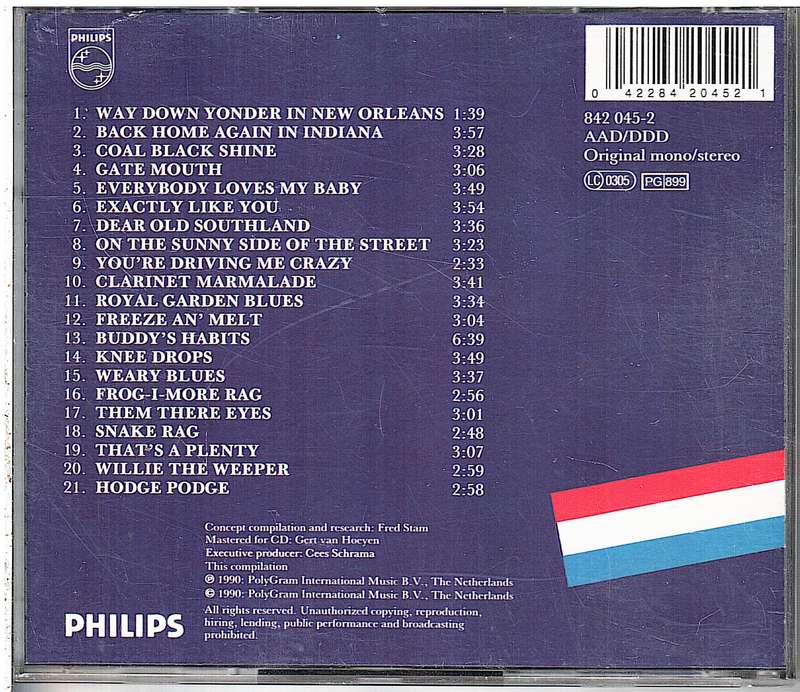 PHILIPS
0 42284 20452 1
842 045-2
AAD/DDD
Original mono/stereo
LC 0305 PG 899
1. WAY DOWN YONDER IN NEW ORLEANS 1:39
2. BACK HOME AGAIN IN INDIANA 3:57
3. COAL BLACK SHINE 3:28
4. GATE MOUTH 3:06
5. EVERYBODY LOVES MY BABY 3:49
6. EXACTLY LIKE YOU 3:54
7. DEAR OLD SOUTHLAND 3:36
8. ON THE SUNNY SIDE OF THE STREET 3:23
9. YOU'RE DRIVING ME CRAZY 2:33
10. CLARINET MARMALADE 3:41
11. ROYAL GARDEN BLUES 3:34
12. FREEZE AN' MELT 3:04
13. BUDDY'S HABITS 6:39
14. KNEE DROPS 3:49
15. WEARY BLUES 3:37
16. FROG-I-MORE RAG 2:56
17. THEM THERE EYES 3:01
18. SNAKE RAG 2:48
19. THAT'S A PLENTY 3:07
20. WILLIE THE WEEPER 2:59
21. HODGE PODGE 2:58
Concept compilation and research: Fred Stam
Mastered for CD: Gert van Hoeyen
Executive producer: Cees Schrama
This compilation
℗ 1990: PolyGram International Music B.V., The Netherlands
© 1990: PolyGram International Music B.V., The Netherlands
All rights reserved. Unauthorized copying, reproduction,
hiring, lending, public performance and broadcasting
prohibited.
PHILIPS